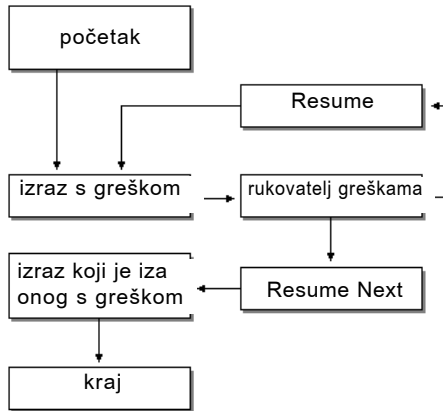 početak
Resume
izraz s greškom
rukovatelj greškama
izraz koji je iza
onog s greškom
Resume Next
kraj